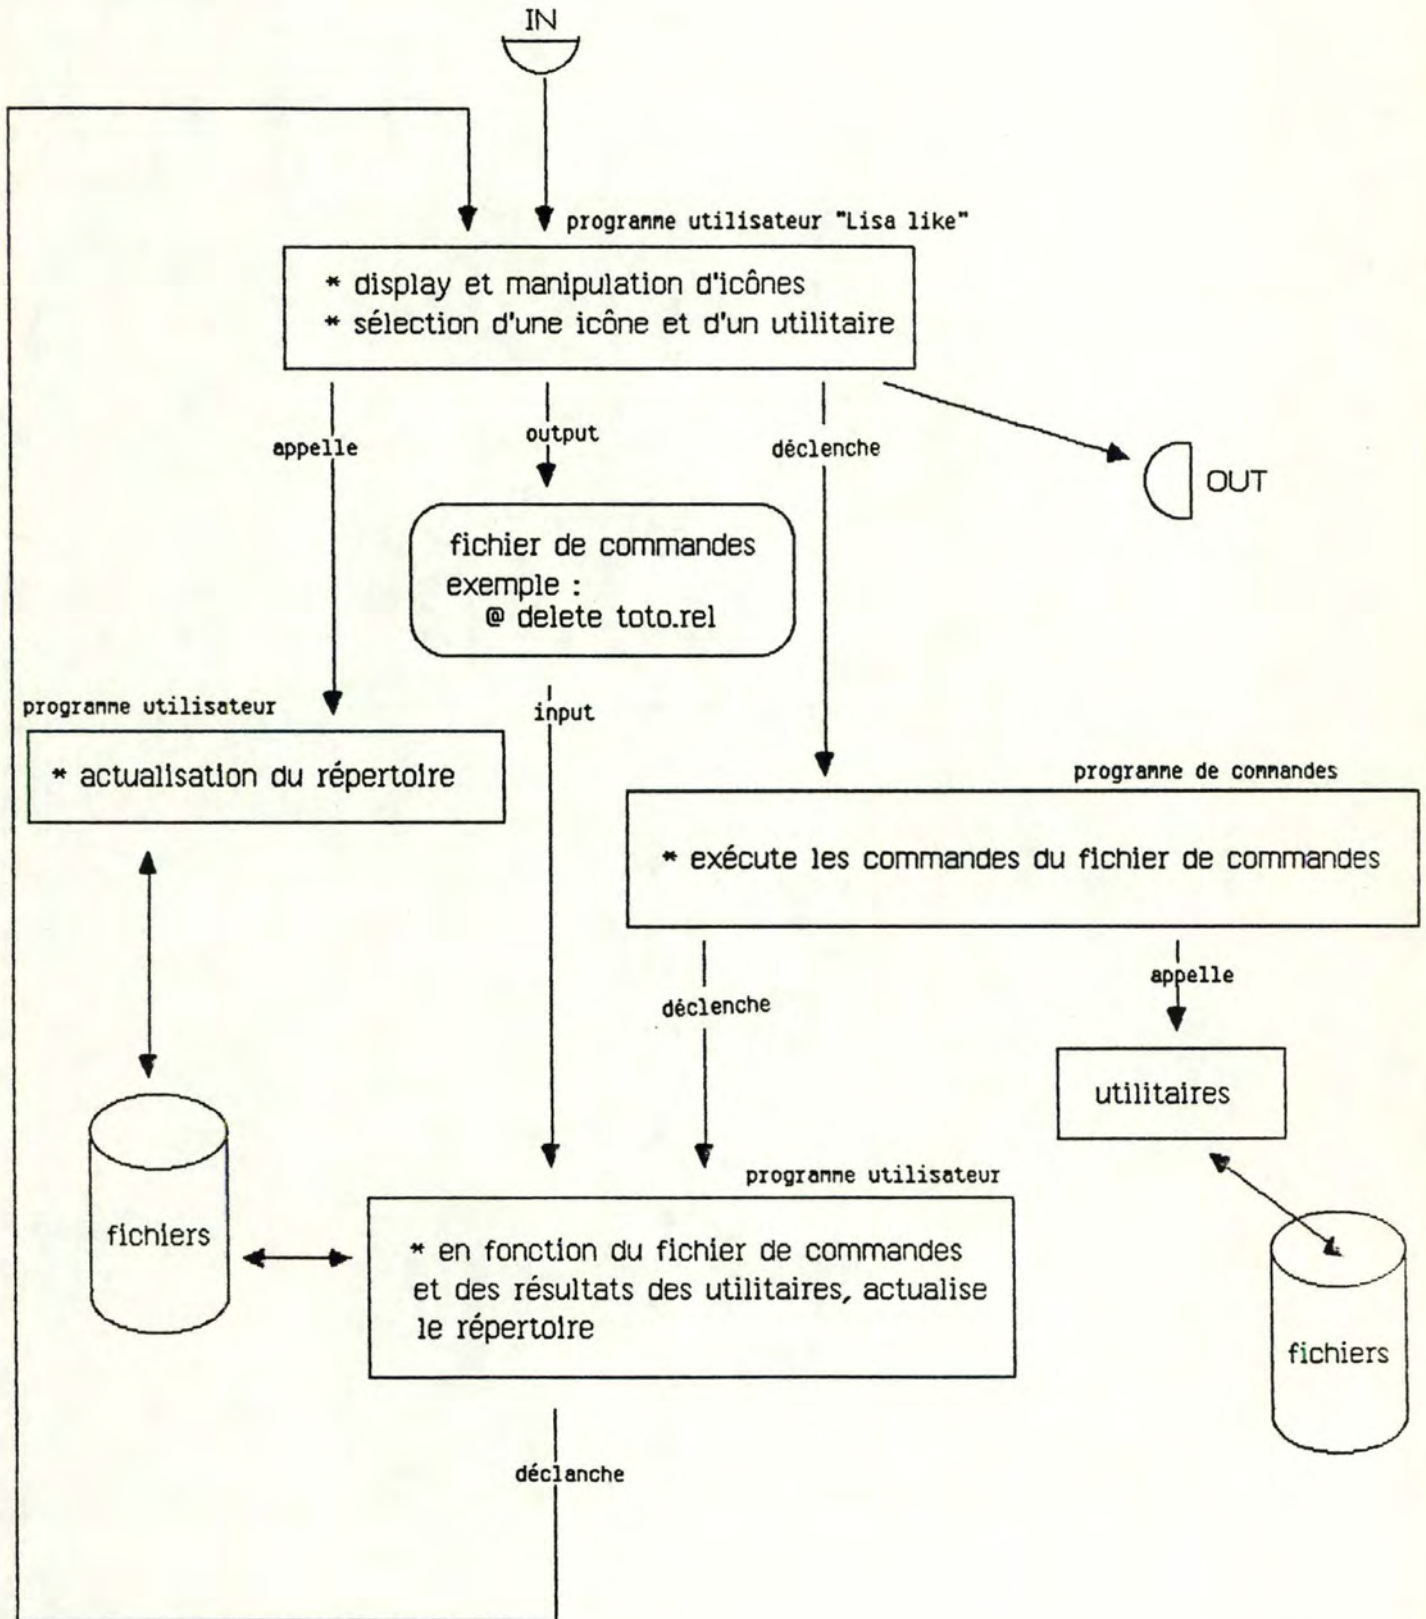 IN
programme utilisateur "Lisa like"
* display et manipulation d'icônes
* sélection d'une icône et d'un utilitaire
appelle
output
déclenche
OUT
fichier de commandes
exemple :
@ delete toto.rel
programme utilisateur
input
* actualisation du répertoire
programme de commandes
* exécute les commandes du fichier de commandes
déclenche
appelle
utilitaires
programme utilisateur
fichiers
* en fonction du fichier de commandes
et des résultats des utilitaires, actualise
le répertoire
fichiers
déclanche